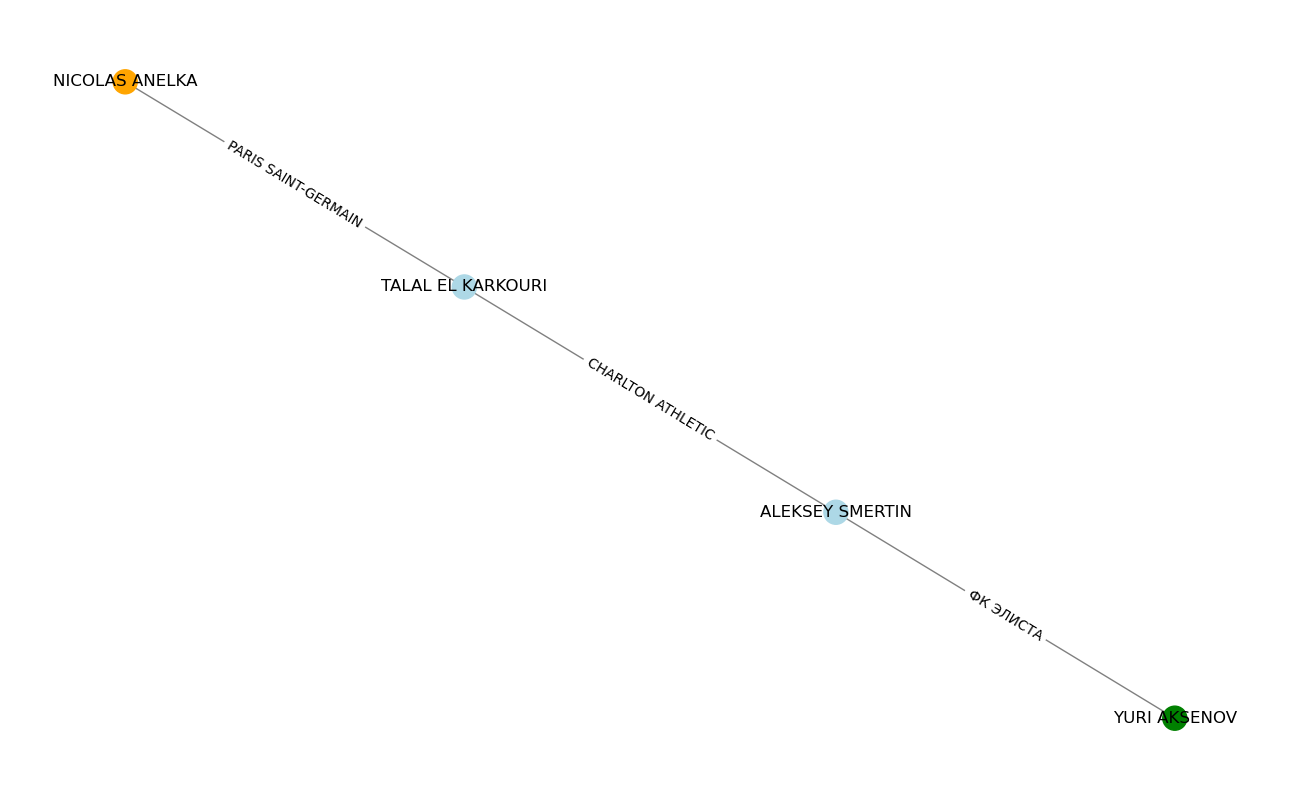 NICOLAS ANELKA
PARIS SAINT-GERMAIN
TALAL EL KARKOURI
CHARLTON ATHLETIC
ALEKSEY SMERTIN
ФК ЭЛИСТА
YURI AKSENOV